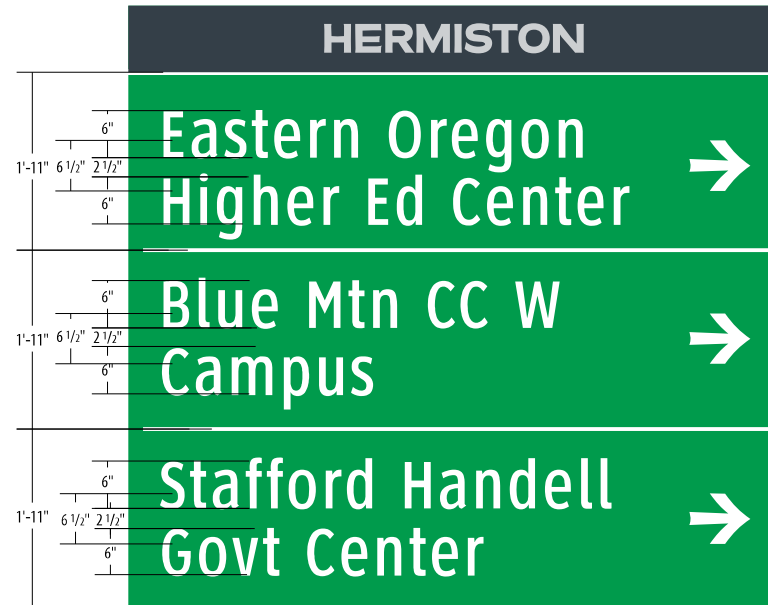 HERMISTON
6"
1'-11" 6 1/2" 2 1/2"
6"
Eastern Oregon
Higher Ed Center
6"
1'-11" 6 1/2" 2 1/2"
6"
Blue Mtn CC W
Campus
6"
1'-11" 6 1/2" 2 1/2"
6"
Stafford Handell
Govt Center